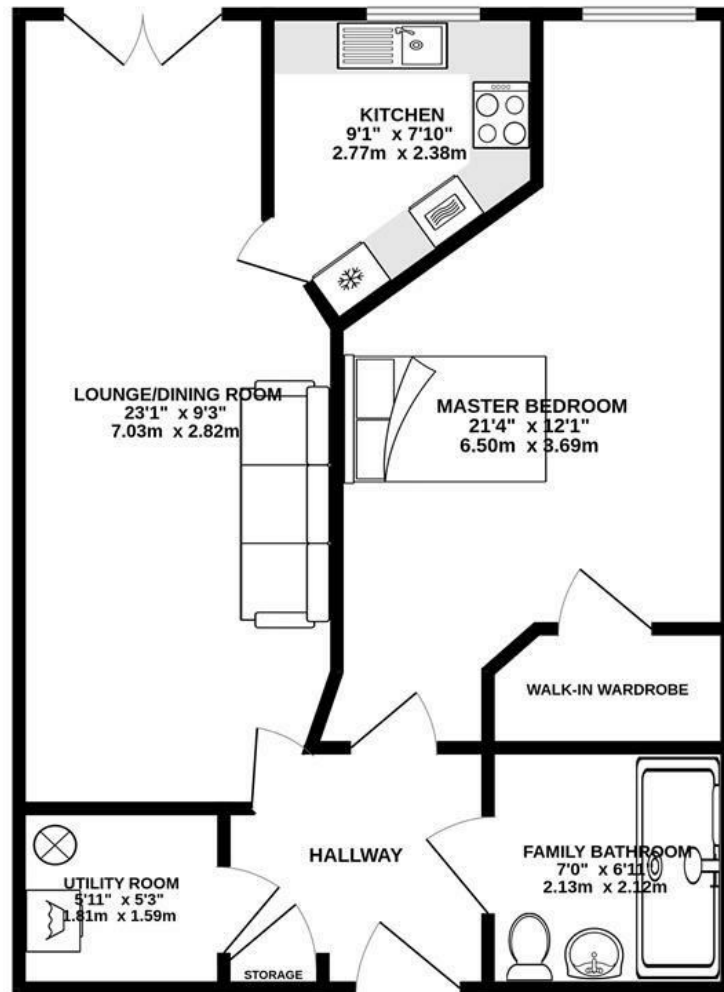 KITCHEN
9'1" x 7'10"
2.77m x 2.38m
LOUNGE/DINING ROOM
23'1" x 9'3"
7.03m x 2.82m
MASTER BEDROOM
21'4" x 12'1"
6.50m x 3.69m
WALK-IN WARDROBE
HALLWAY
FAMILY BATHROOM
7'0" x 6'11"
2.13m x 2.12m
UTILITY ROOM
5'11" x 5'3"
1.81m x 1.59m
STORAGE